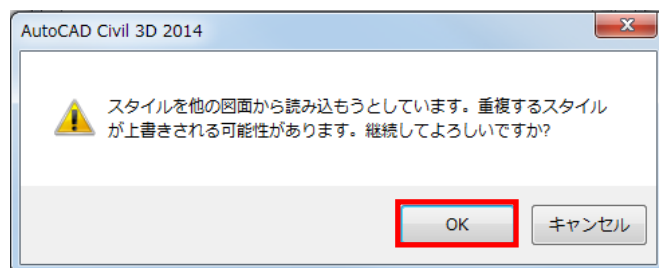 AutoCAD Civil 3D 2014
スタイルを他の図面から読み込もうとしています。重複するスタイル
が上書きされる可能性があります。継続してよろしいですか?
OK
キャンセル